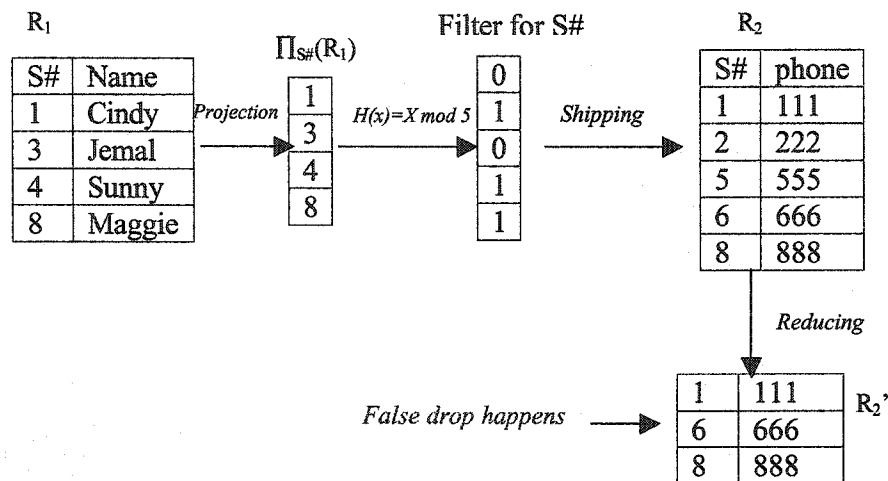 R₁
∏S#(R₁)
Filter for S#
R₂
S# Name
1 Cindy
3 Jemal
4 Sunny
8 Maggie
Projection
1
3
4
8
H(x)=X mod 5
0
1
0
1
1
Shipping
S# phone
1 111
2 222
5 555
6 666
8 888
Reducing
False drop happens
1 111
6 666
8 888
R₂’